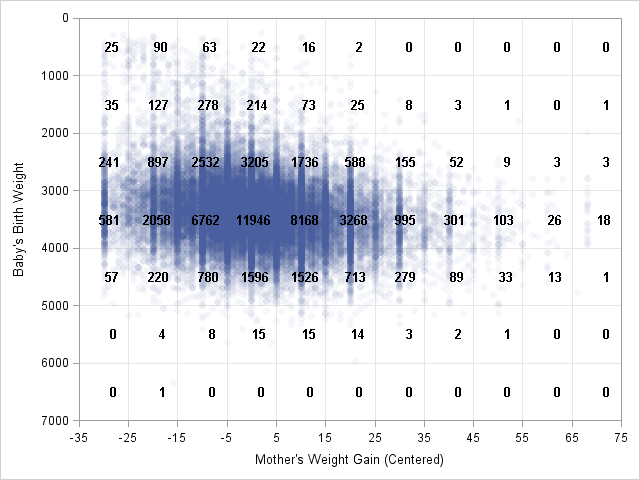 0 25 90 63 22 16 2 0 0 0 0 0
1000
35 127 278 214 73 25 8 3 1 0 1
2000
241 897 2532 3205 1736 588 155 52 9 3 3
3000
581 2058 6762 11946 8168 3268 995 301 103 26 18
4000
57 220 780 1596 1526 713 279 89 33 13 1
5000
0 4 8 15 15 14 3 2 1 0 0
6000
0 1 0 0 0 0 0 0 0 0 0
7000
-35 -25 -15 -5 5 15 25 35 45 55 65 75
Mother's Weight Gain (Centered)
Baby's Birth Weight